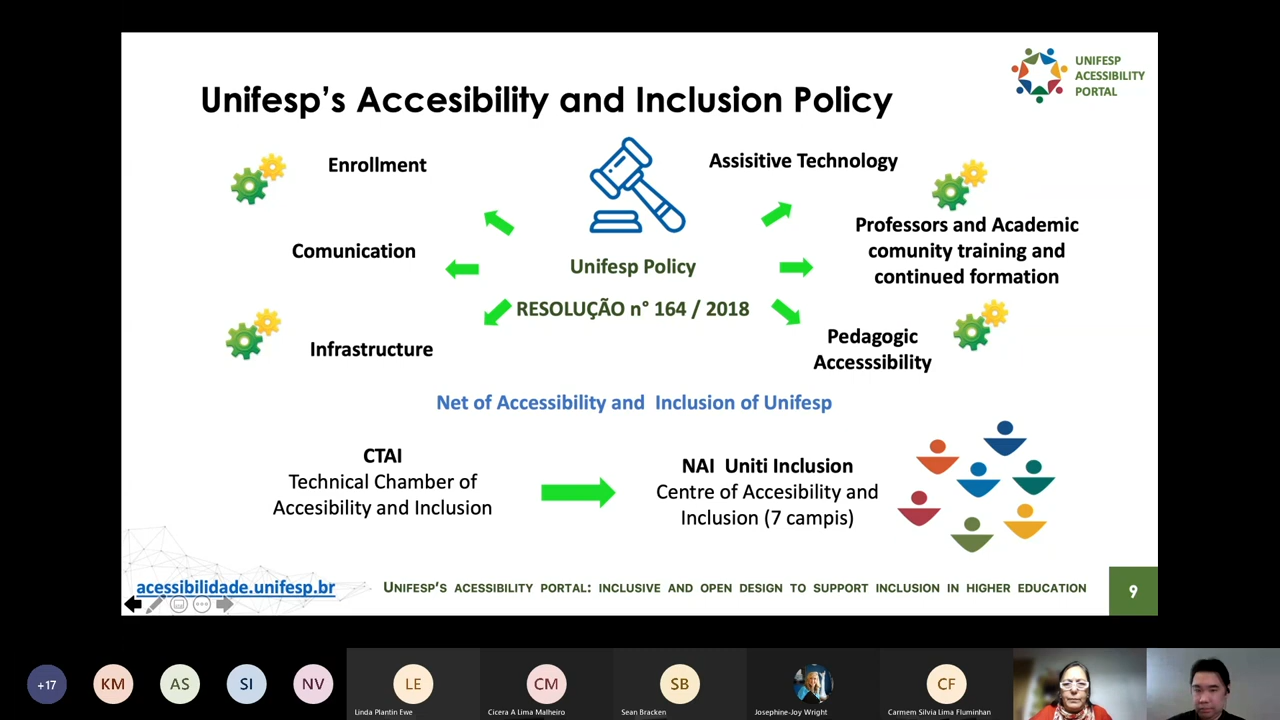 UNIFESP
ACESSIBILITY
PORTAL
Unifesp's Accesibility and Inclusion Policy
Enrollment
Assisitive Technology
Comunication
Professors and Academic
comunity training and
continued formation
Unifesp Policy
RESOLUÇÃO n° 164 / 2018
Infrastructure
Pedagogic
Accesssibility
Net of Accessibility and Inclusion of Unifesp
CTAI
Technical Chamber of
Accesibility and Inclusion
NAI Uniti Inclusion
Centre of Accesibility and
Inclusion (7 campis)
acessibilidade.unifesp.br
UNIFESP'S ACESSIBILITY PORTAL: INCLUSIVE AND OPEN DESIGN TO SUPPORT INCLUSION IN HIGHER EDUCATION
9
+17
KM
AS
SI
NV
LE
CM
SB
CF
Linda Plantin Ewe
Cicera A Lima Malheiro
Sean Bracken
Josephine-Joy Wright
Carmem Silvia Lima Fluminhan